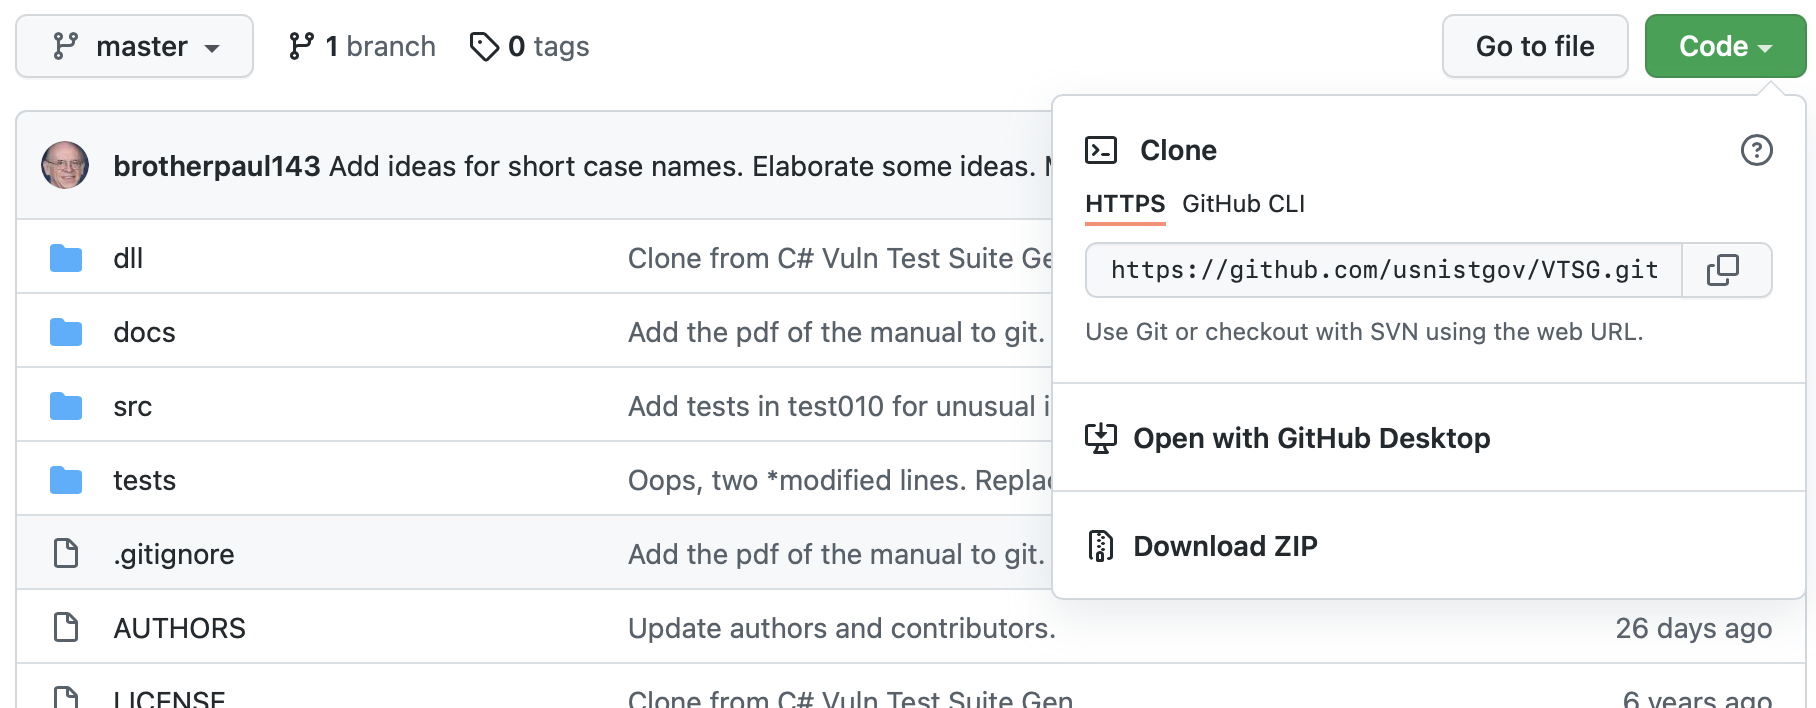 master 1 branch 0 tags Go to file Code
brotherpaul143 Add ideas for short case names. Elaborate some ideas.
Clone
HTTPS GitHub CLI
https://github.com/usnistgov/VTSG.git
Use Git or checkout with SVN using the web URL.
Open with GitHub Desktop
Download ZIP
dll Clone from C# Vuln Test Suite Ge
docs Add the pdf of the manual to git.
src Add tests in test010 for unusual i
tests Oops, two *modified lines. Replac
.gitignore Add the pdf of the manual to git.
AUTHORS Update authors and contributors. 26 days ago
LICENSE Clone from C# Vuln Test Suite Gen 6 years ago